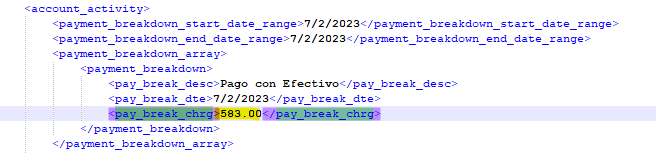 <account_activity>
<payment_breakdown_start_date_range>7/2/2023</payment_breakdown_start_date_range>
<payment_breakdown_end_date_range>7/2/2023</payment_breakdown_end_date_range>
<payment_breakdown_array>
<payment_breakdown>
<pay_break_desc>Pago con Efectivo</pay_break_desc>
<pay_break_dte>7/2/2023</pay_break_dte>
<pay_break_chrg>583.00</pay_break_chrg>
</payment_breakdown>
</payment_breakdown_array>